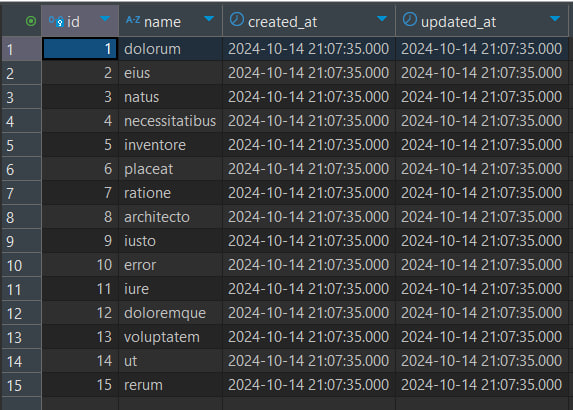 id A-Z name created_at updated_at
1 1 dolorum 2024-10-14 21:07:35.000 2024-10-14 21:07:35.000
2 2 eius 2024-10-14 21:07:35.000 2024-10-14 21:07:35.000
3 3 natus 2024-10-14 21:07:35.000 2024-10-14 21:07:35.000
4 4 necessitatibus 2024-10-14 21:07:35.000 2024-10-14 21:07:35.000
5 5 inventore 2024-10-14 21:07:35.000 2024-10-14 21:07:35.000
6 6 placeat 2024-10-14 21:07:35.000 2024-10-14 21:07:35.000
7 7 ratione 2024-10-14 21:07:35.000 2024-10-14 21:07:35.000
8 8 architecto 2024-10-14 21:07:35.000 2024-10-14 21:07:35.000
9 9 iusto 2024-10-14 21:07:35.000 2024-10-14 21:07:35.000
10 10 error 2024-10-14 21:07:35.000 2024-10-14 21:07:35.000
11 11 iure 2024-10-14 21:07:35.000 2024-10-14 21:07:35.000
12 12 doloremque 2024-10-14 21:07:35.000 2024-10-14 21:07:35.000
13 13 voluptatem 2024-10-14 21:07:35.000 2024-10-14 21:07:35.000
14 14 ut 2024-10-14 21:07:35.000 2024-10-14 21:07:35.000
15 15 rerum 2024-10-14 21:07:35.000 2024-10-14 21:07:35.000